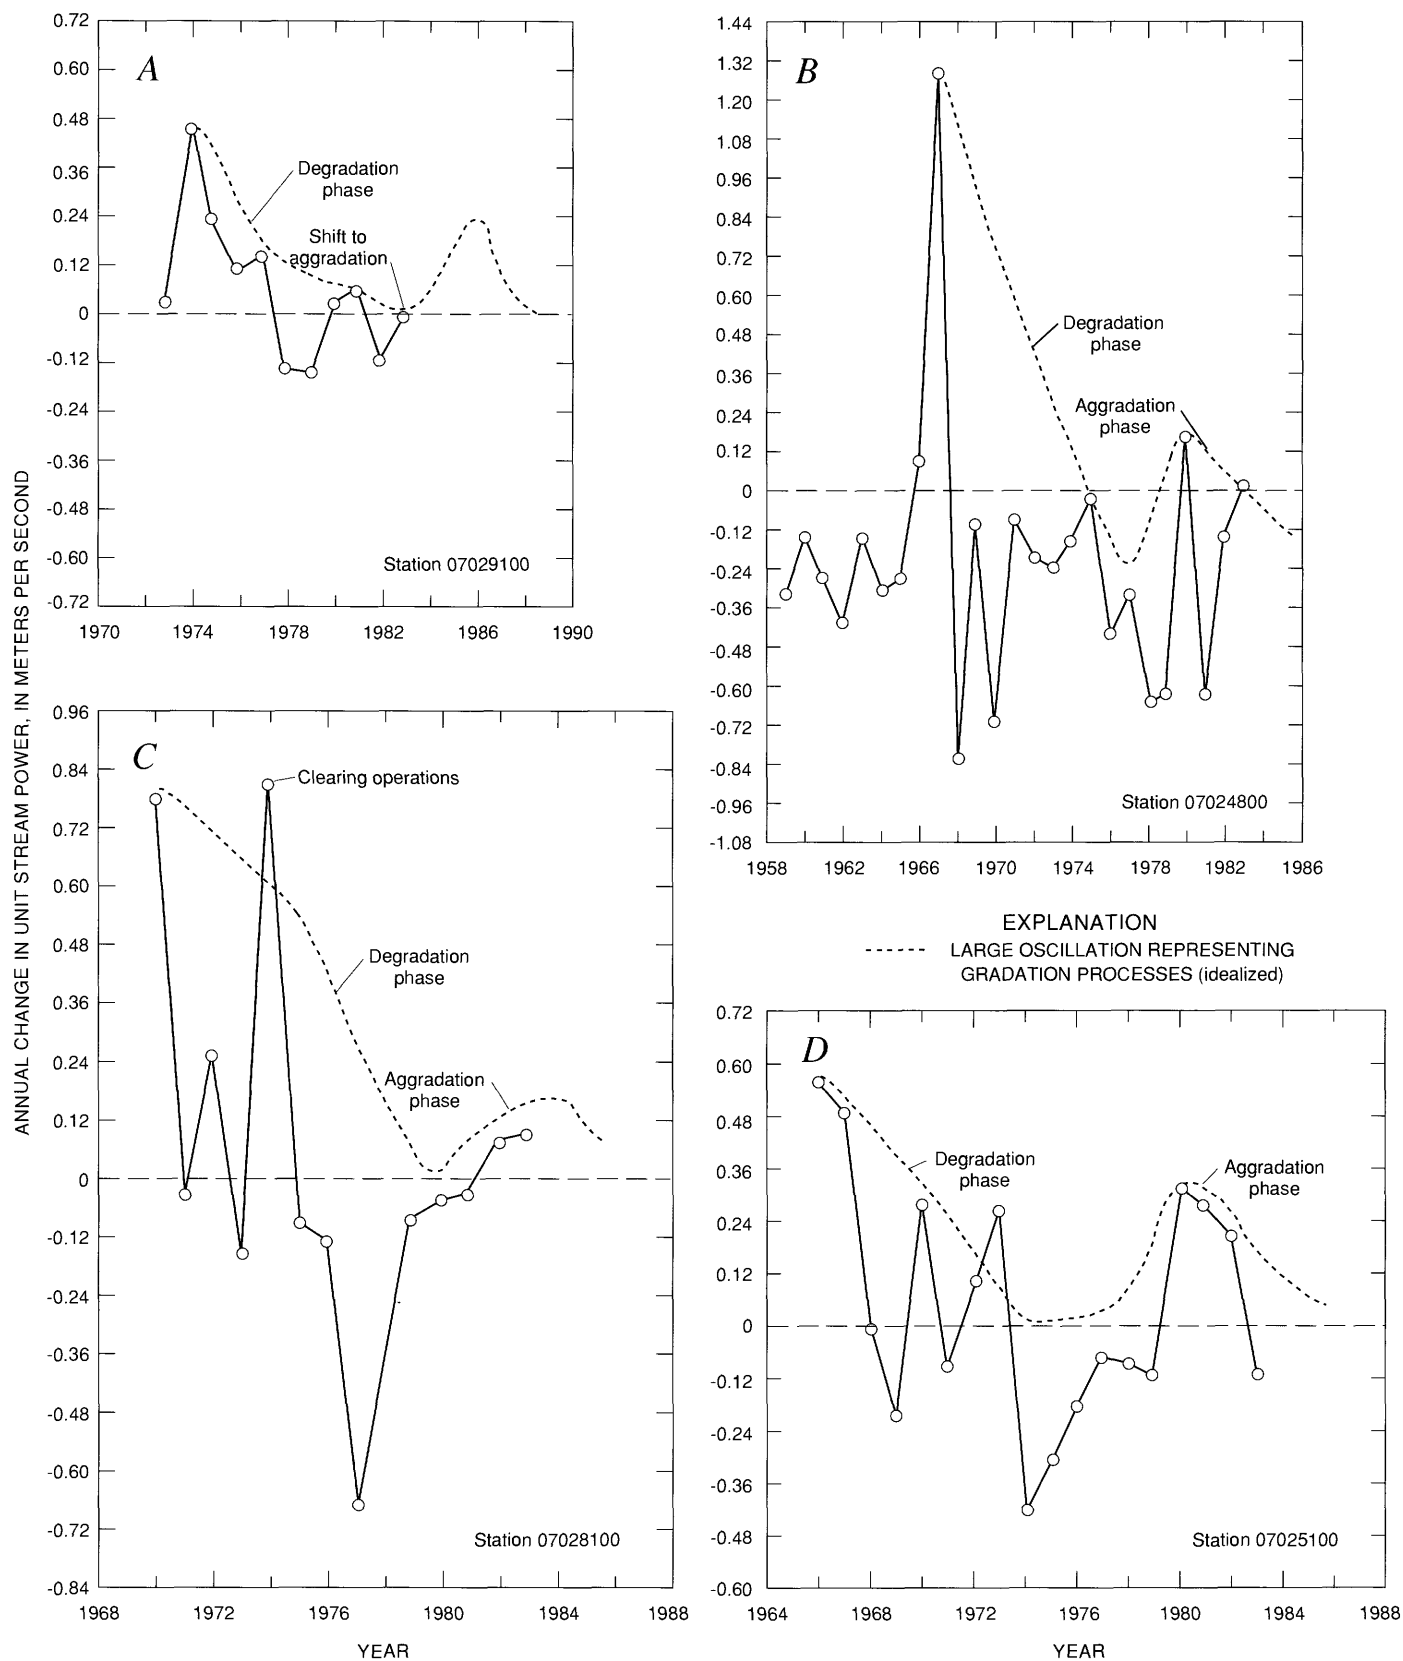 ANNUAL CHANGE IN UNIT STREAM POWER, IN METERS PER SECOND
A
0.72
0.60
0.48
0.36
0.24
0.12
0
-0.12
-0.24
-0.36
-0.48
-0.60
-0.72
Degradation
phase
Shift to
aggradation
Station 07029100
1970 1974 1978 1982 1986 1990
B
1.44
1.32
1.20
1.08
0.96
0.84
0.72
0.60
0.48
0.36
0.24
0.12
0
-0.12
-0.24
-0.36
-0.48
-0.60
-0.72
-0.84
-0.96
-1.08
Degradation
phase
Aggradation
phase
Station 07024800
1958 1962 1966 1970 1974 1978 1982 1986
EXPLANATION
LARGE OSCILLATION REPRESENTING
GRADATION PROCESSES (idealized)
C
0.96
0.84
0.72
0.60
0.48
0.36
0.24
0.12
0
-0.12
-0.24
-0.36
-0.48
-0.60
-0.72
-0.84
Clearing operations
Degradation
phase
Aggradation
phase
Station 07028100
1968 1972 1976 1980 1984 1988
YEAR
D
0.72
0.60
0.48
0.36
0.24
0.12
0
-0.12
-0.24
-0.36
-0.48
-0.60
Degradation
phase
Aggradation
phase
Station 07025100
1964 1968 1972 1976 1980 1984 1988
YEAR